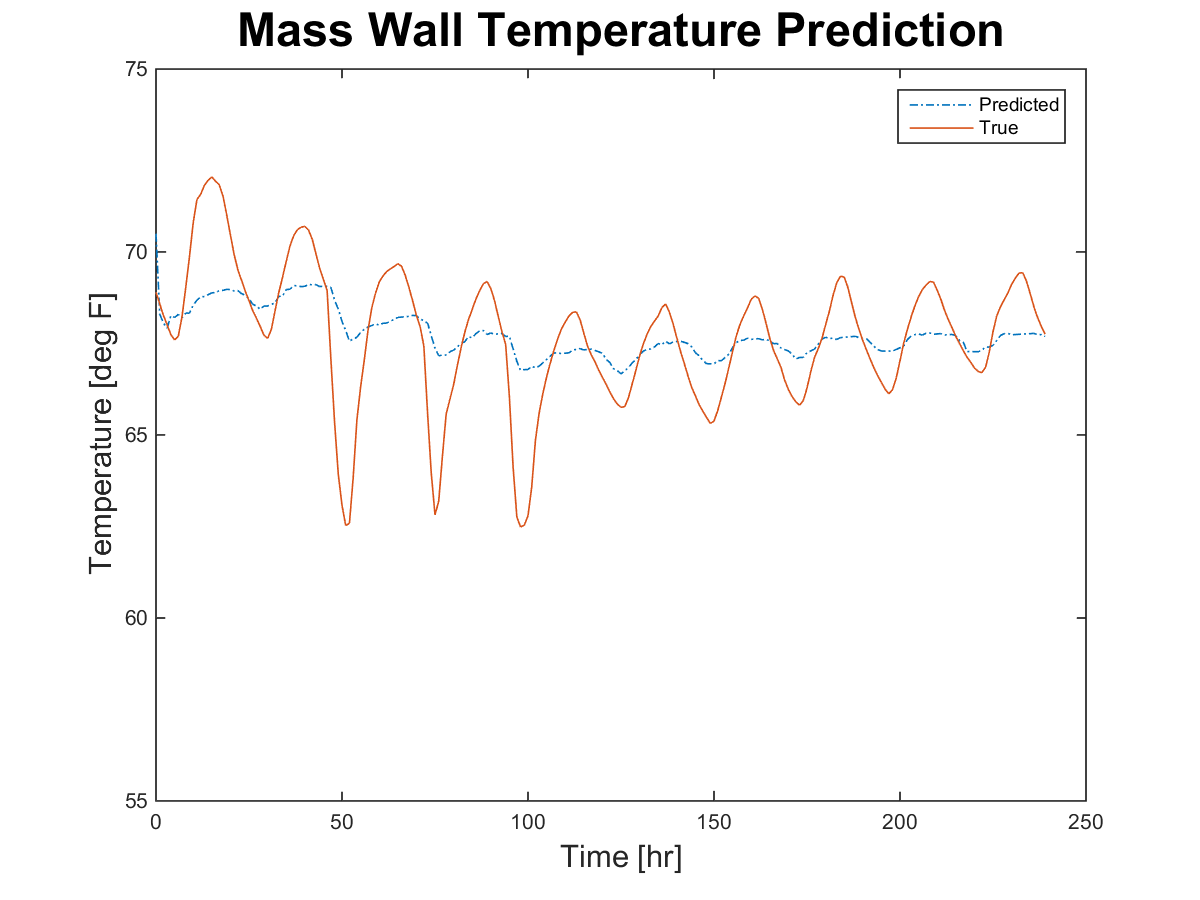 Mass Wall Temperature Prediction
75
Predicted
True
70
65
60
55
Temperature [deg F]
0 50 100 150 200 250
Time [hr]